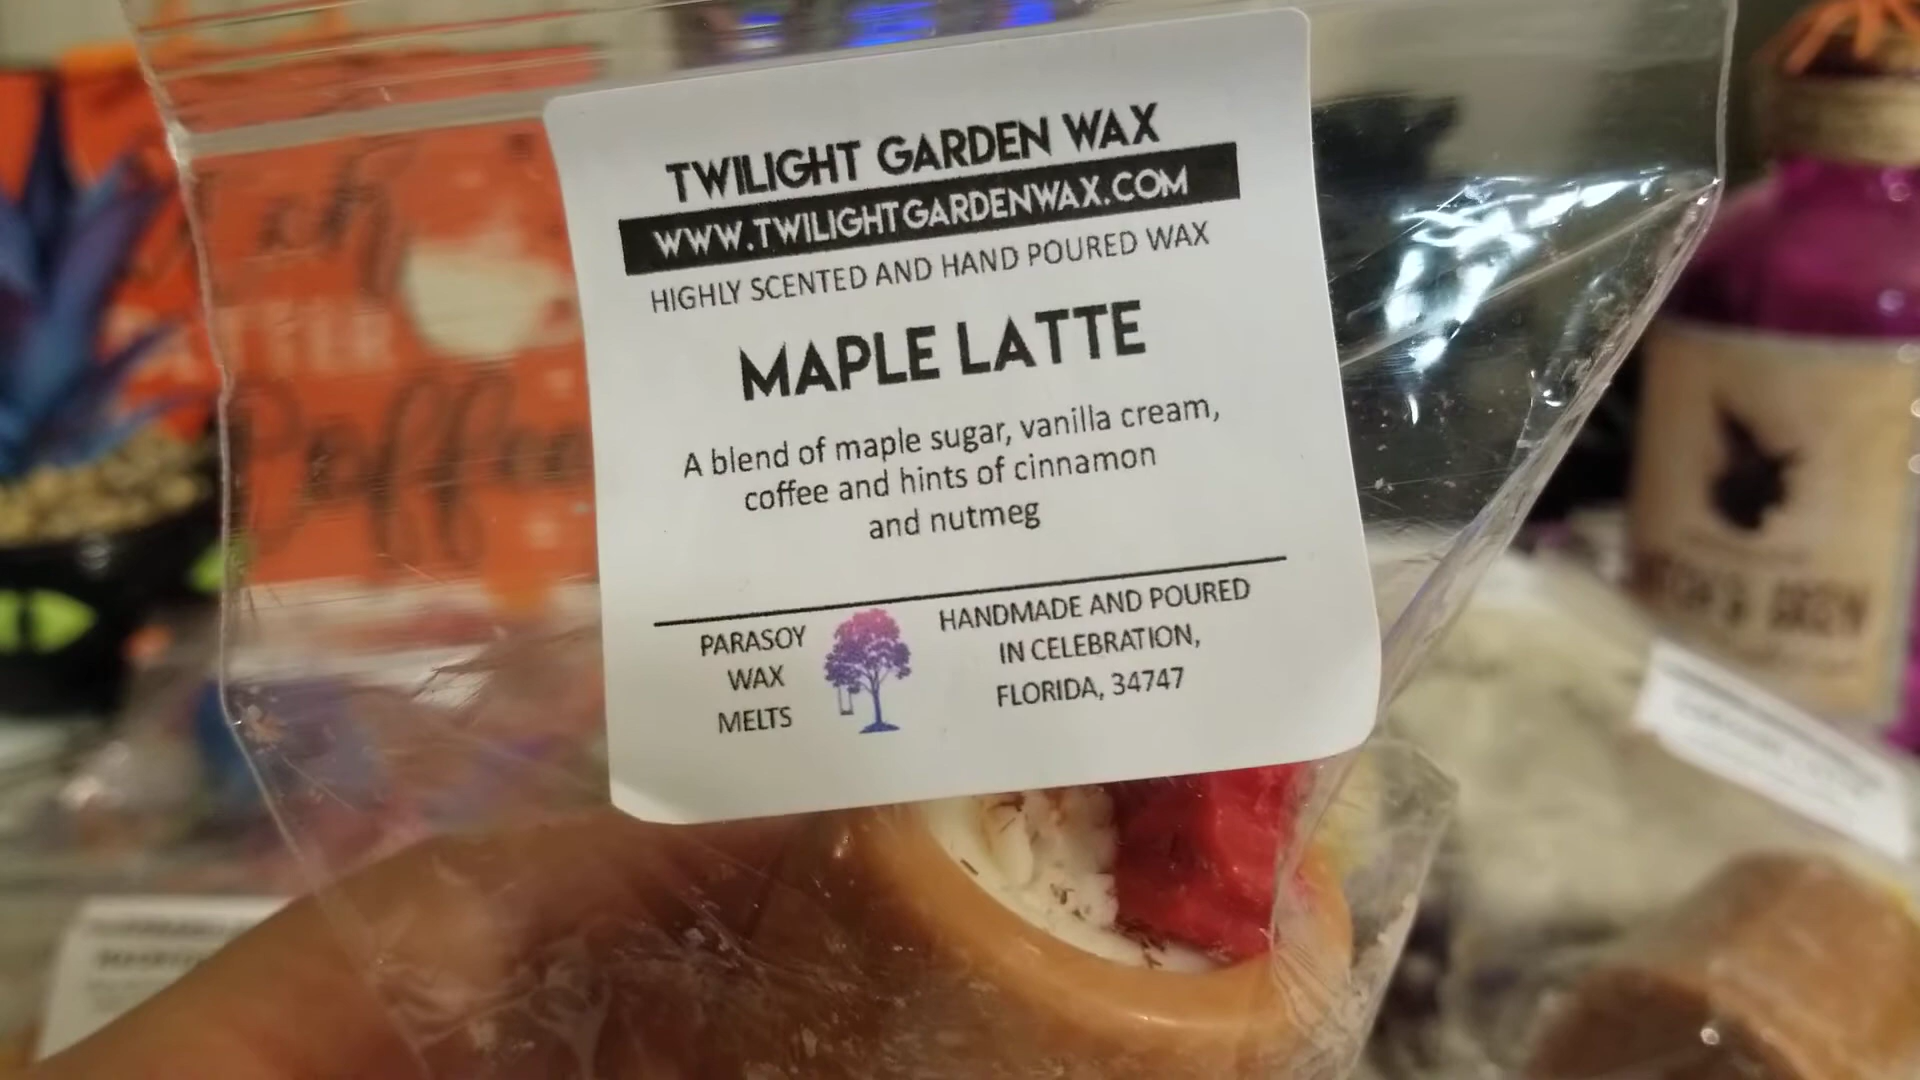 TWILIGHT GARDEN WAX
WWW.TWILIGHTGARDENWAX.COM
HIGHLY SCENTED AND HAND POURED WAX
MAPLE LATTE
A blend of maple sugar, vanilla cream,
coffee and hints of cinnamon
and nutmeg
PARASOY
WAX
MELTS
HANDMADE AND POURED
IN CELEBRATION,
FLORIDA, 34747